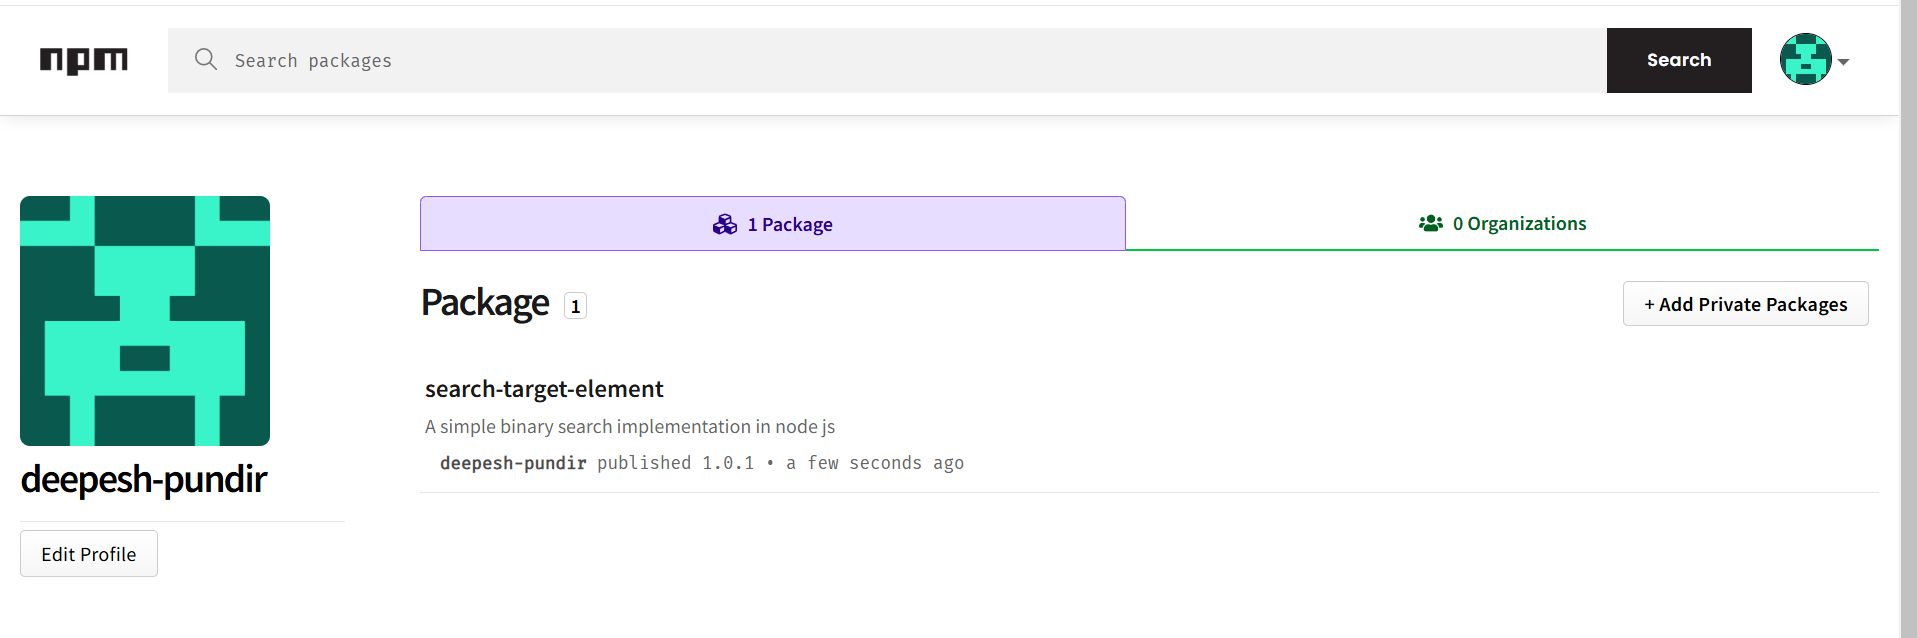 npm
Search packages
Search
1 Package
0 Organizations
Package 1
+ Add Private Packages
search-target-element
A simple binary search implementation in node js
deepesh-pundir published 1.0.1 • a few seconds ago
deepesh-pundir
Edit Profile